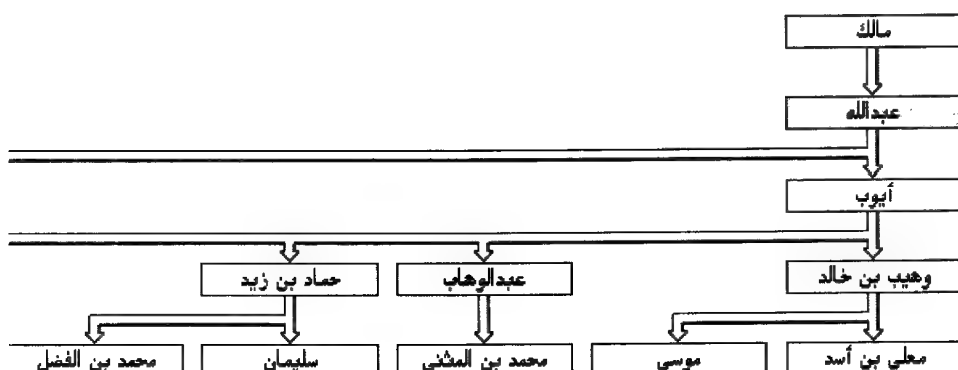 مالك
عبدالله
أيوب
وهيب بن خالد
عبدالوهاب
حماد بن زيد
معلى بن أسد
موسى
محمد بن المثنى
سليمان
محمد بن الفضل